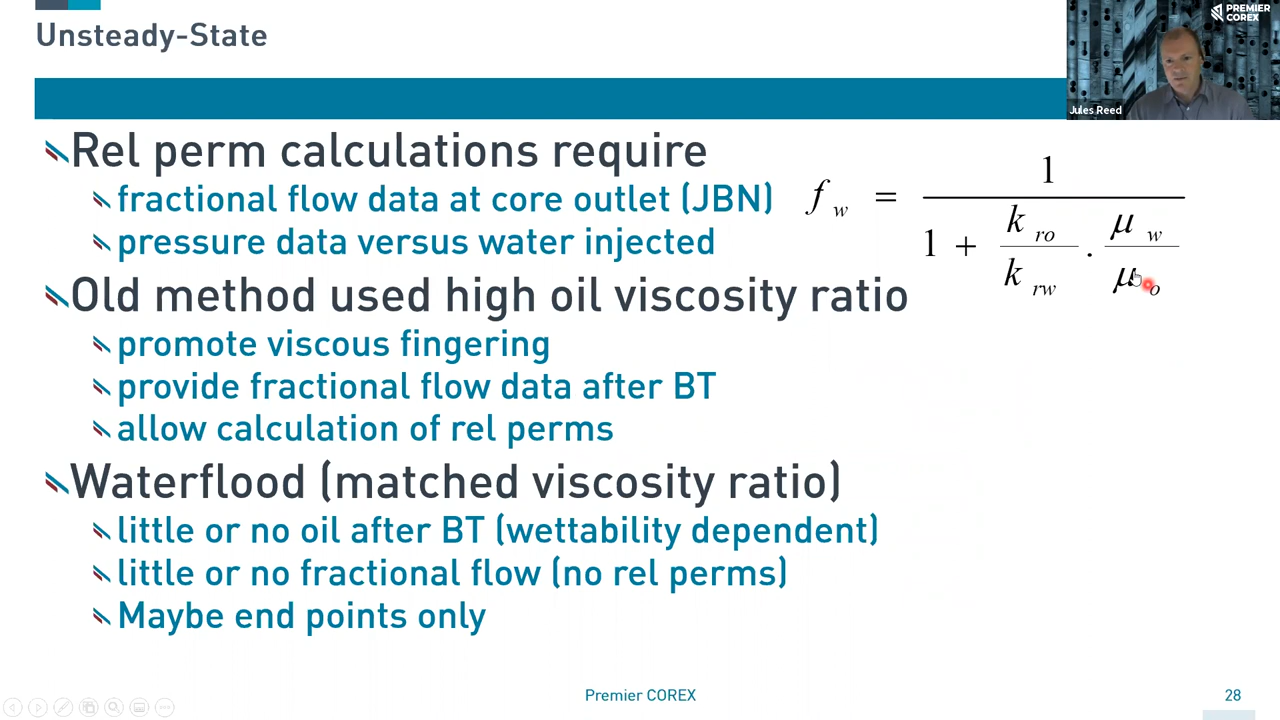 Unsteady-State
PREMIER
COREX
Jules Reed
Rel perm calculations require
fractional flow data at core outlet (JBN)
pressure data versus water injected
f w = 1 / (1 + k ro / k rw . μ w / μ o)
Old method used high oil viscosity ratio
promote viscous fingering
provide fractional flow data after BT
allow calculation of rel perms
Waterflood (matched viscosity ratio)
little or no oil after BT (wettability dependent)
little or no fractional flow (no rel perms)
Maybe end points only
Premier COREX
28